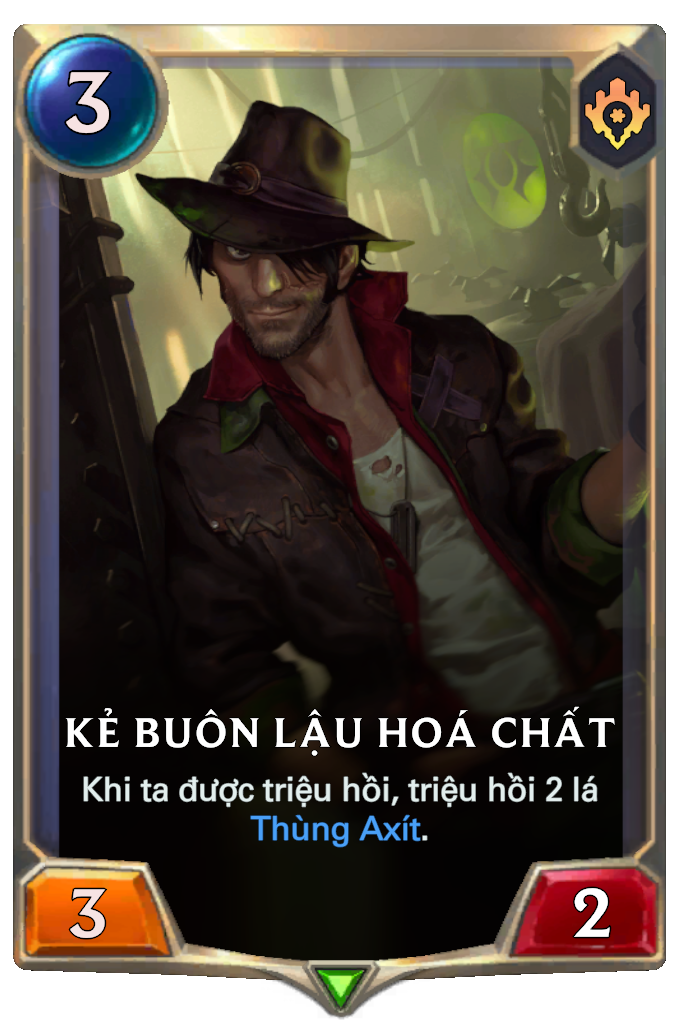 3
KẺ BUÔN LẬU HOÁ CHẤT
Khi ta được triệu hồi, triệu hồi 2 lá
Thùng Axít.
3
2